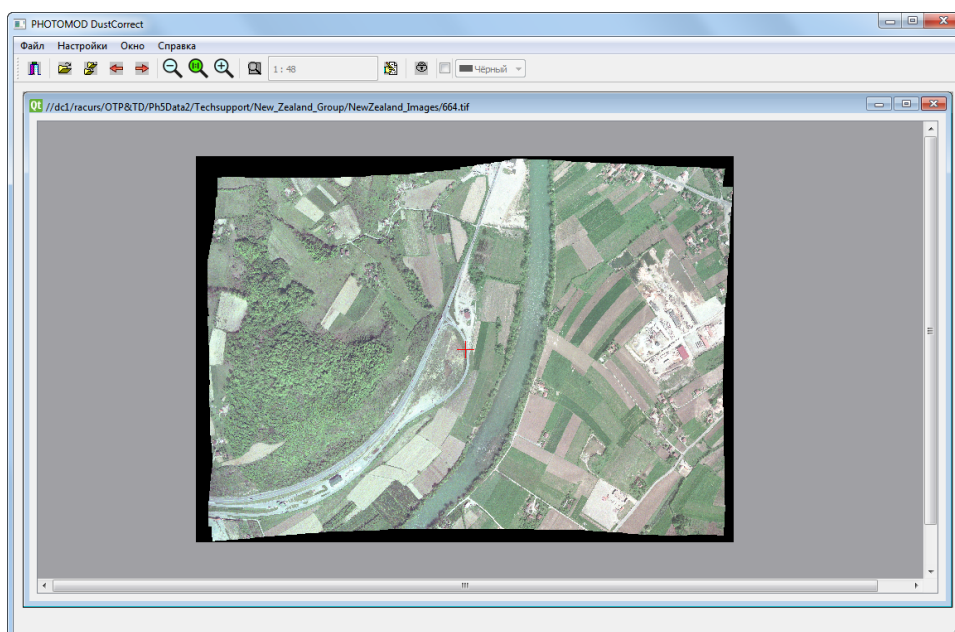 PHOTOMOD DustCorrect
Файл Настройки Окно Справка
1: 48
Чёрный
Qt //dc1/racurs/OTP&TD/Ph5Data2/Techsupport/New_Zealand_Group/NewZealand_Images/664.tif